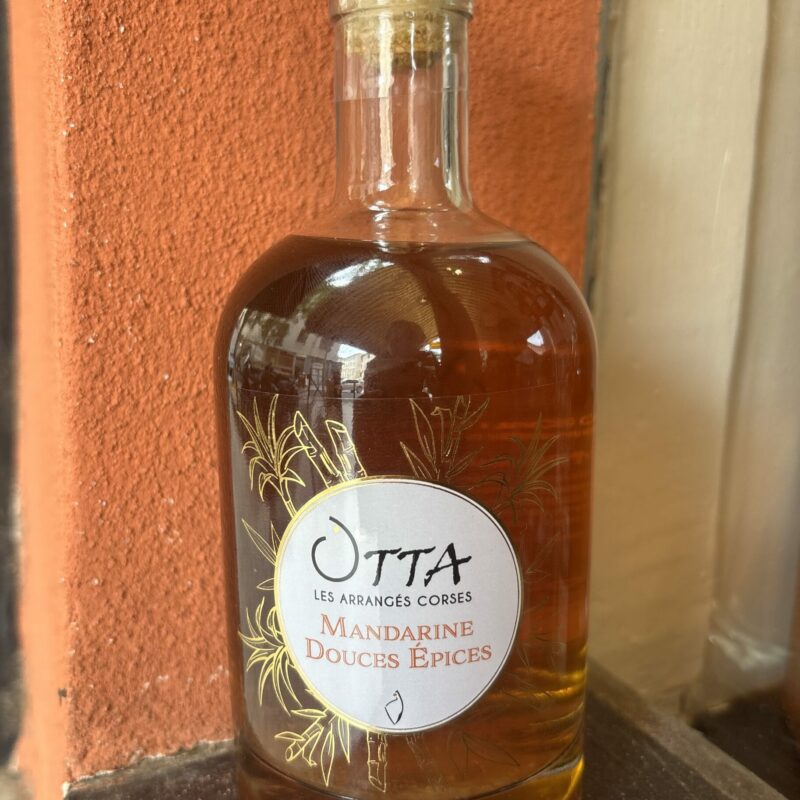 OTTA
LES ARRANGÉS CORSES
MANDARINE
DOUCES ÉPICES